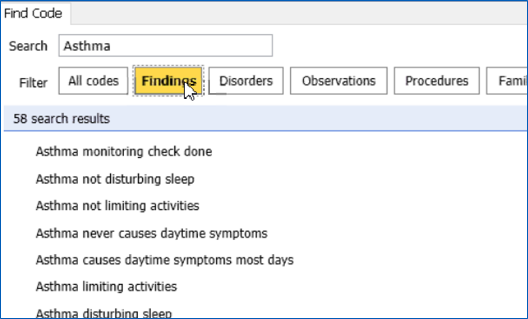 Find Code
Search Asthma
Filter All codes Findings Disorders Observations Procedures
58 search results
Asthma monitoring check done
Asthma not disturbing sleep
Asthma not limiting activities
Asthma never causes daytime symptoms
Asthma causes daytime symptoms most days
Asthma limiting activities
Asthma disturbing sleep